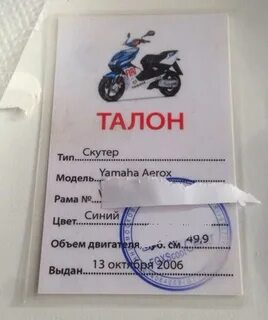 ТАЛОН
Тип Скутер
Модель Yamaha Aerox
Рама №
Цвет Синий
Объем двигателя см 49,9
Выдан 13 октября 2006